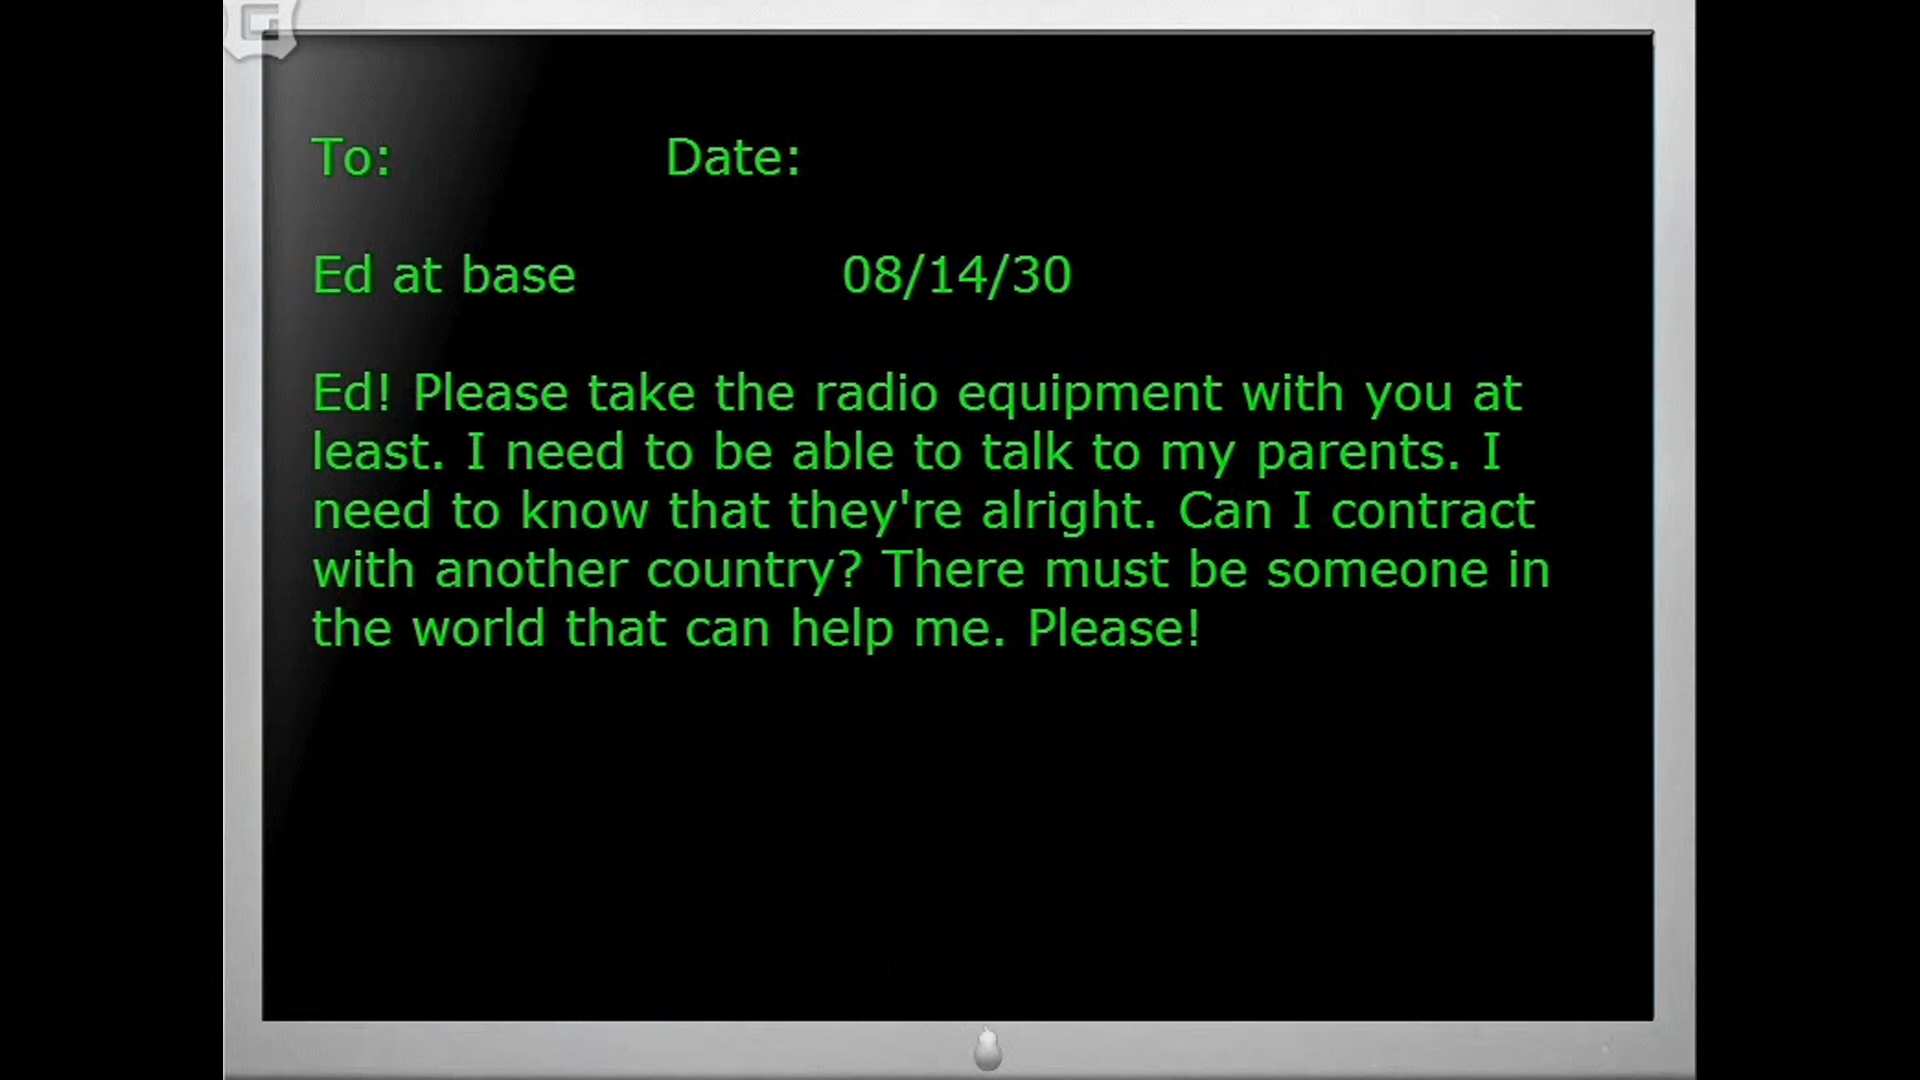 To: Date:
Ed at base 08/14/30
Ed! Please take the radio equipment with you at
least. I need to be able to talk to my parents. I
need to know that they're alright. Can I contract
with another country? There must be someone in
the world that can help me. Please!